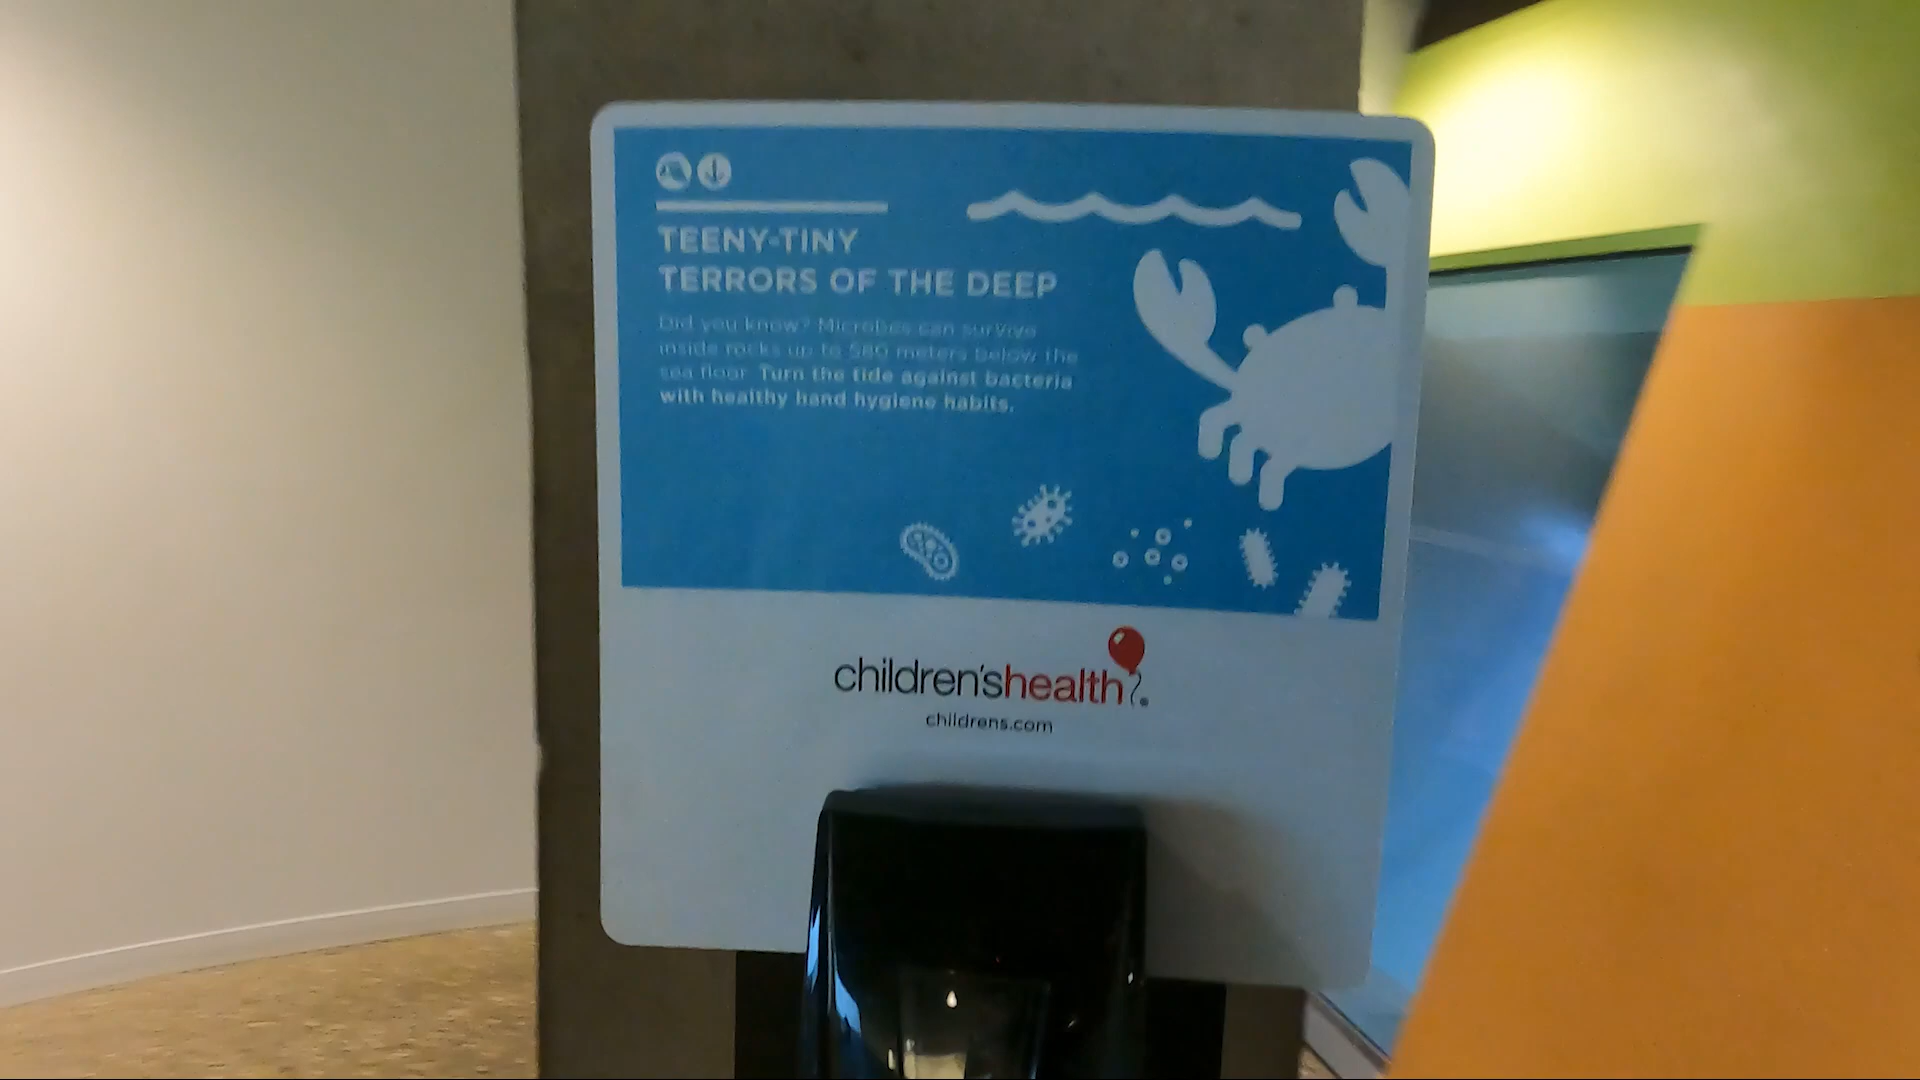 TEENY-TINY
TERRORS OF THE DEEP
Did you know? Microbes can survive
inside rocks up to 580 meters below the
sea floor. Turn the tide against bacteria
with healthy hand hygiene habits.
children'shealth
childrens.com